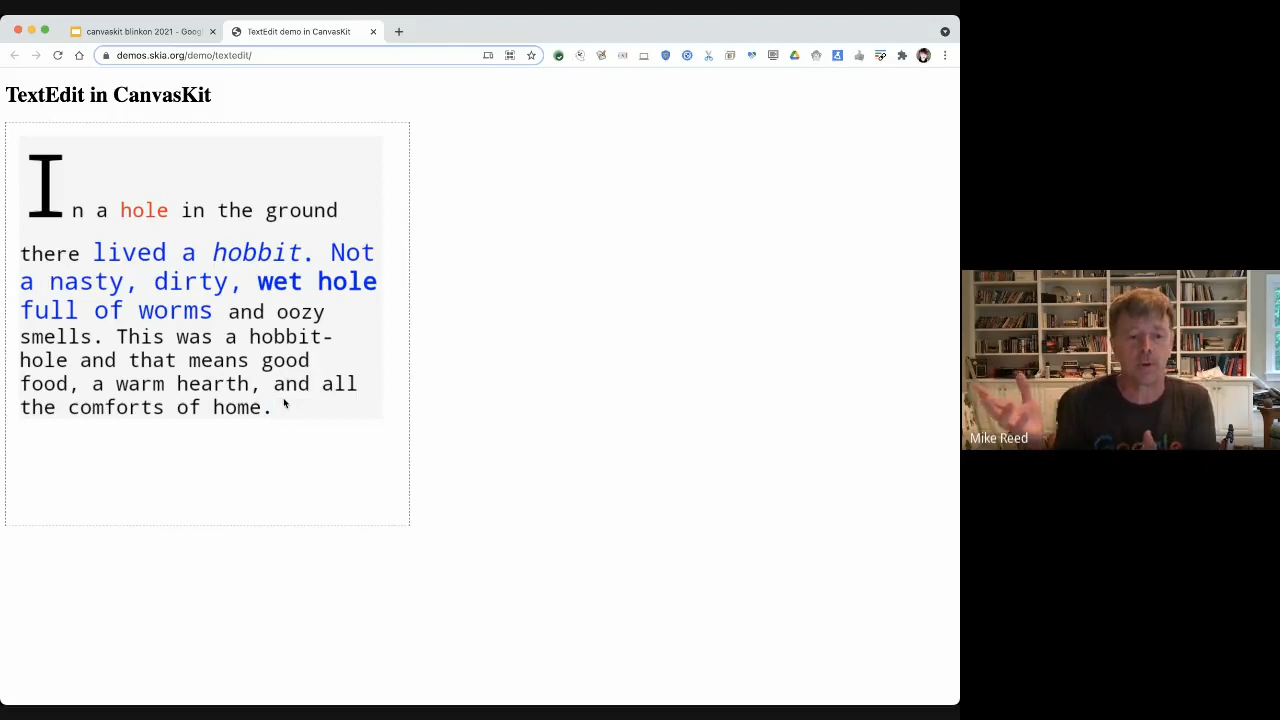 canvaskit blinkon 2021 - Goog
TextEdit demo in CanvasKit
demos.skia.org/demo/textedit/
TextEdit in CanvasKit
In a hole in the ground
there lived a hobbit. Not
a nasty, dirty, wet hole
full of worms and oozy
smells. This was a hobbit-
hole and that means good
food, a warm hearth, and all
the comforts of home.
Google
Mike Reed